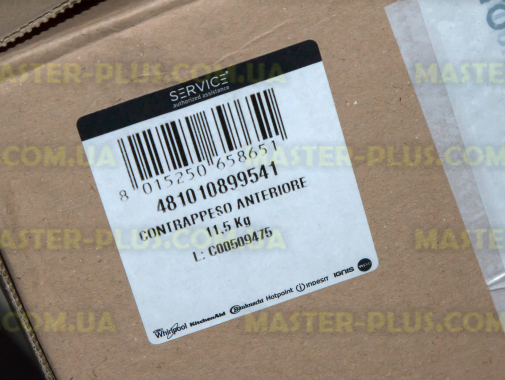 SERVICE
authorized assistance
8 015250 658651
481010899541
CONTRAPPESO ANTERIORE
11,5 Kg
L: C00509475
Whirlpool KitchenAid Bauknecht Hotpoint indesit IGNIS
MASTER-PLUS.COM.UA